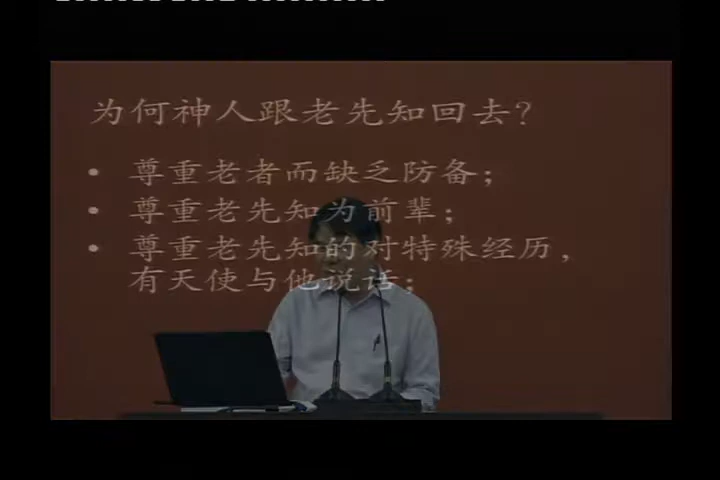 为何神人跟老先知回去?
• 尊重老者而缺乏防备;
• 尊重老先知为前辈;
• 尊重老先知的对特殊经历,
有天使与他说话;